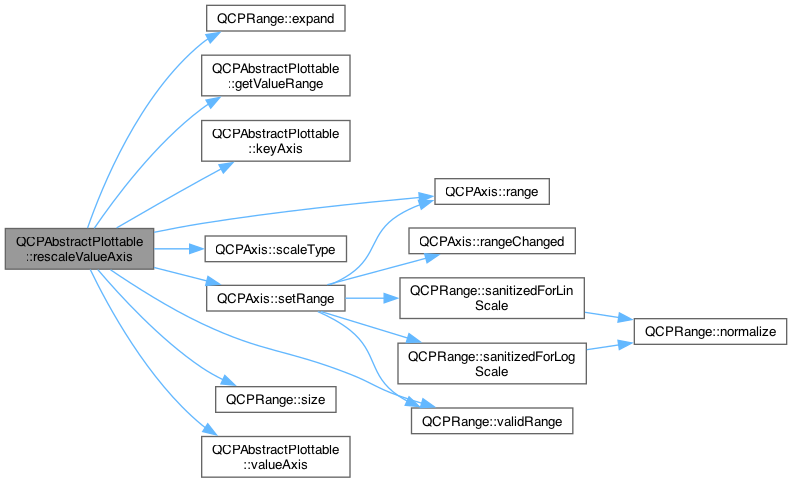 QCPRange::expand
QCPAbstractPlottable
::getValueRange
QCPAbstractPlottable
::keyAxis
QCPAxis::range
QCPAbstractPlottable
::rescaleValueAxis
QCPAxis::scaleType
QCPAxis::rangeChanged
QCPAxis::setRange
QCPRange::sanitizedForLin
Scale
QCPRange::normalize
QCPRange::sanitizedForLog
Scale
QCPRange::size
QCPRange::validRange
QCPAbstractPlottable
::valueAxis